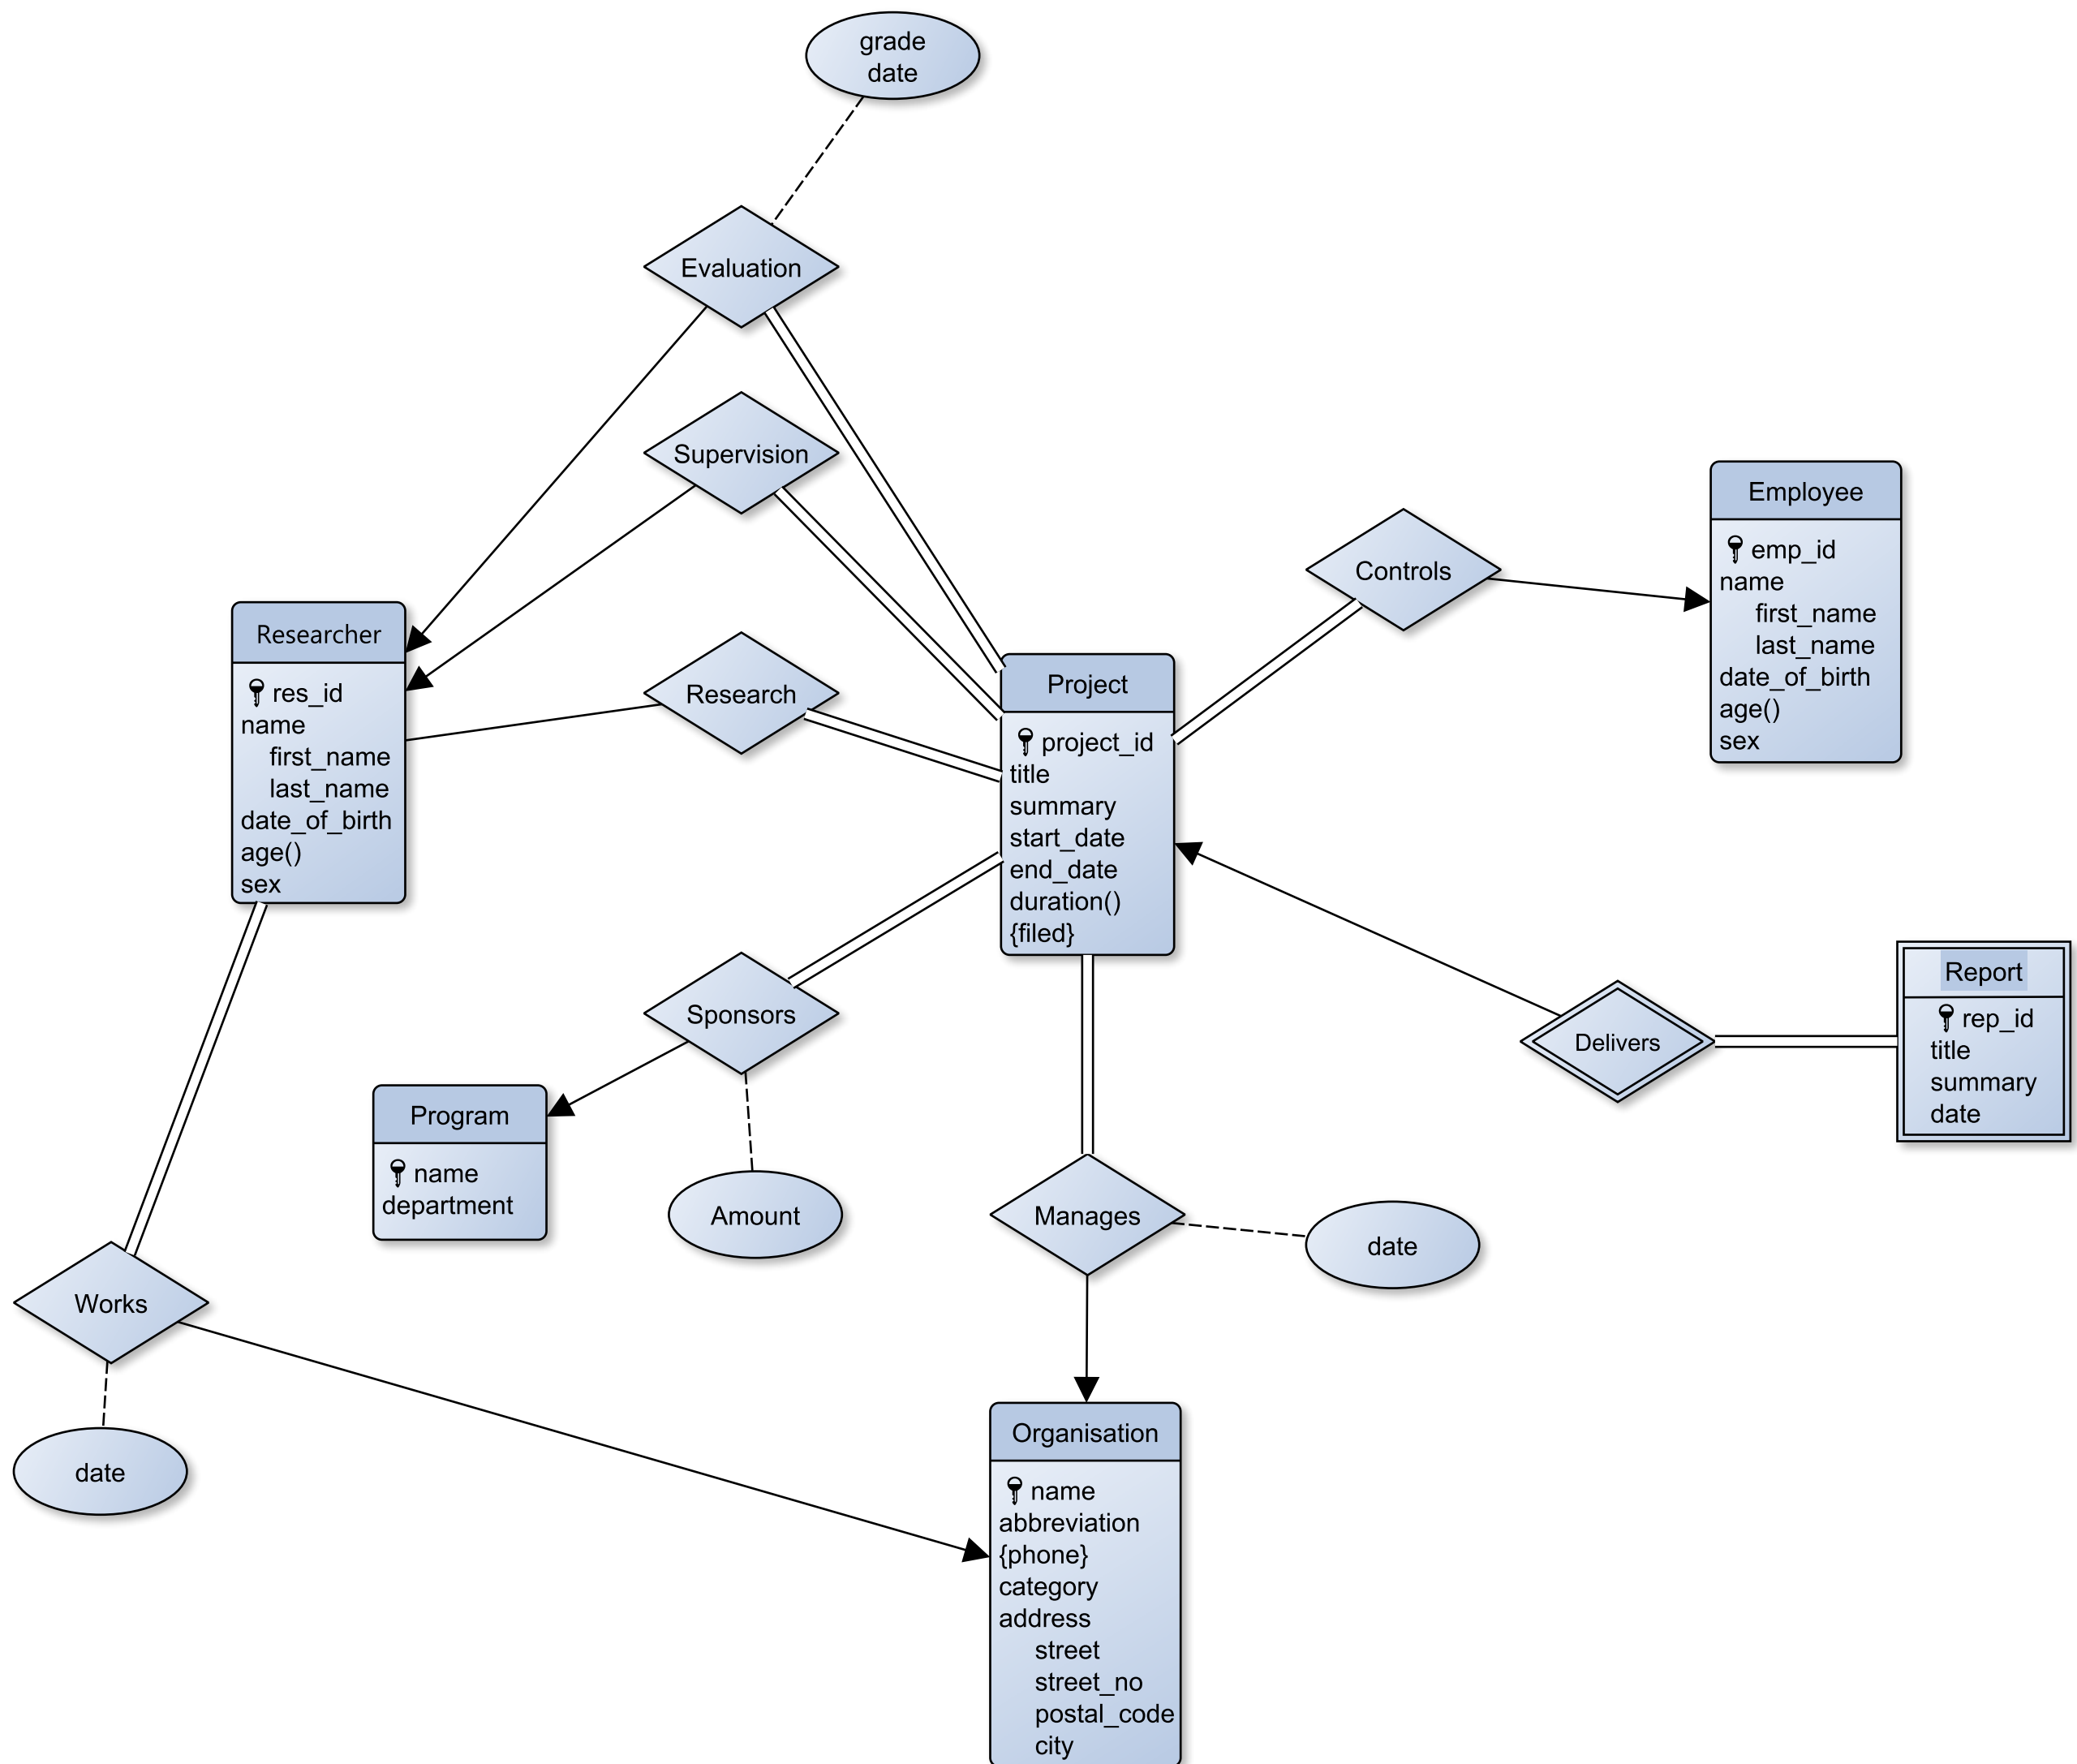 grade
date
Evaluation
Supervision
Research
Researcher
res_id
name
first_name
last_name
date_of_birth
age()
sex
Project
project_id
title
summary
start_date
end_date
duration()
{filed}
Controls
Employee
emp_id
name
first_name
last_name
date_of_birth
age()
sex
Delivers
Report
rep_id
title
summary
date
Sponsors
Program
name
department
Amount
Manages
date
Works
date
Organisation
name
abbreviation
{phone}
category
address
street
street_no
postal_code
city